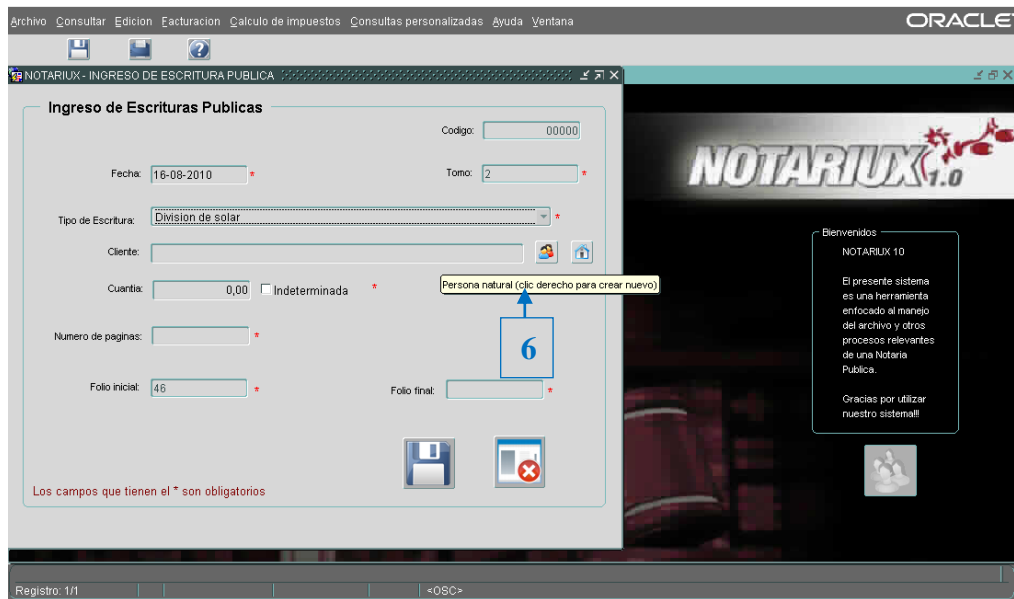 Archivo Consultar Edicion Facturacion Calculo de impuestos Consultas personalizadas Ayuda Ventana
ORACLE
NOTARIUX - INGRESO DE ESCRITURA PUBLICA
Ingreso de Escrituras Publicas
Codigo: 00000
Fecha: 16-08-2010 * Tomo: 2 *
Tipo de Escritura: Division de solar *
Cliente:
Persona natural (clic derecho para crear nuevo)
Cuantia: 0,00 Indeterminada *
6
Numero de paginas: *
Folio inicial: 46 * Folio final: *
Los campos que tienen el * son obligatorios
NOTARIUX 1.0
Bienvenidos
NOTARIUX 10
El presente sistema
es una herramienta
enfocado al manejo
del archivo y otros
procesos relevantes
de una Notaria
Publica.
Gracias por utilizar
nuestro sistema!!!
Registro: 1/1 <OSC>